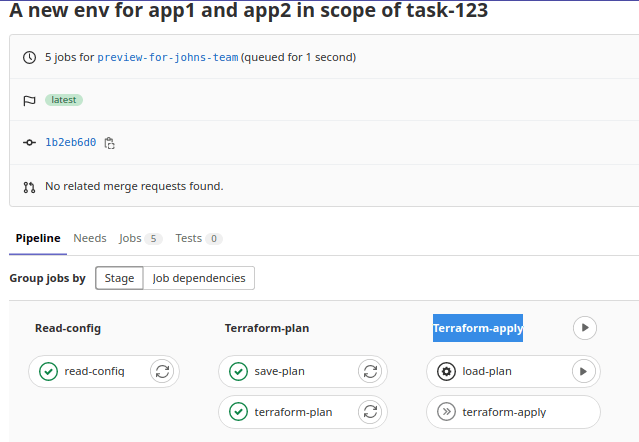 A new env for app1 and app2 in scope of task-123
5 jobs for preview-for-johns-team (queued for 1 second)
latest
1b2eb6d0
No related merge requests found.
Pipeline Needs Jobs 5 Tests 0
Group jobs by Stage Job dependencies
Read-config Terraform-plan Terraform-apply
read-config save-plan load-plan
terraform-plan terraform-apply